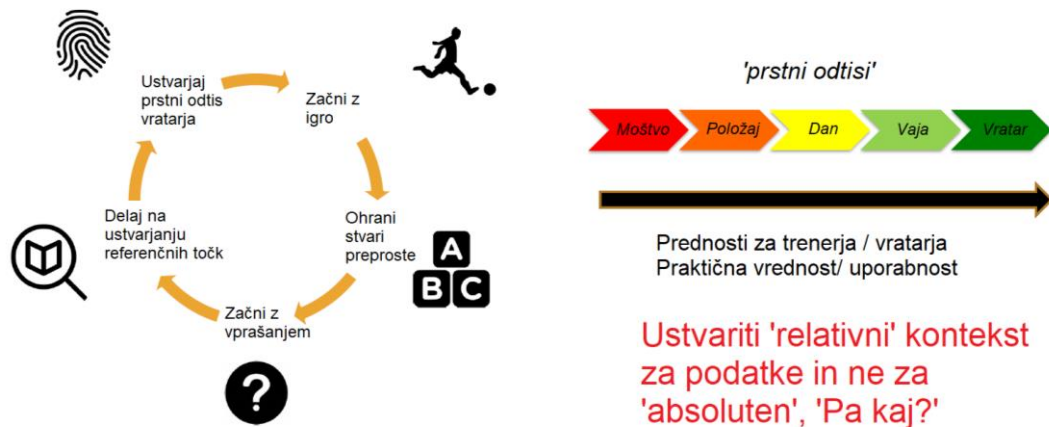 Ustvarjaj
prstni odtis
vratarja
Začni z
igro
Ohrani
stvari
preproste
A
B C
Začni z
vprašanjem
?
Delaj na
ustvarjanju
referenčnih točk
'prstni odtisi'
Moštvo Položaj Dan Vaja Vratar
Prednosti za trenerja / vratarja
Praktična vrednost/ uporabnost
Ustvariti 'relativni' kontekst
za podatke in ne za
'absoluten', 'Pa kaj?'